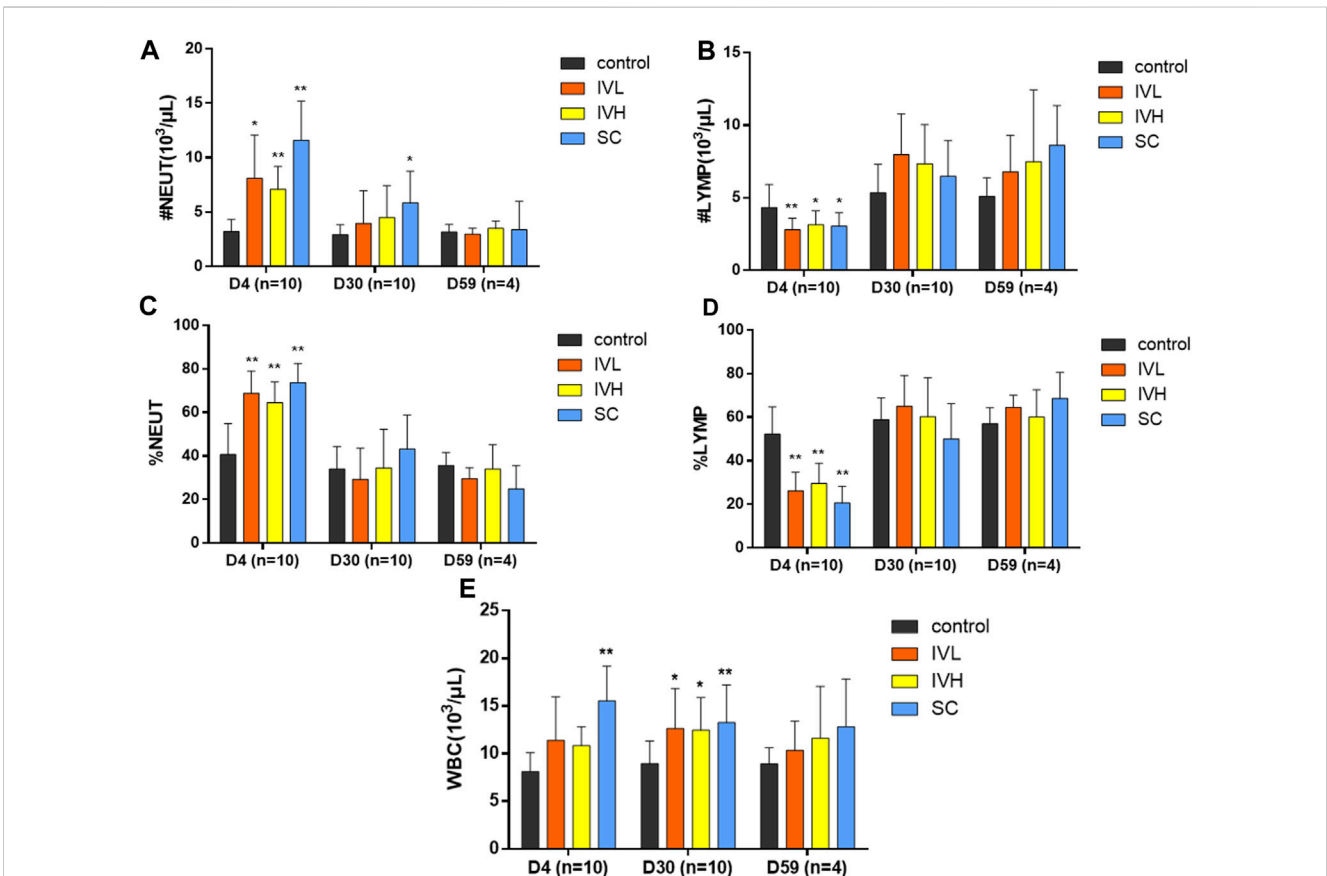 A
#NEUT(10³/µL)
20
15
10
5
0
* ** **
*
D4 (n=10) D30 (n=10) D59 (n=4)
control
IVL
IVH
SC
B
#LYMP(10³/µL)
15
10
5
0
** * *
D4 (n=10) D30 (n=10) D59 (n=4)
control
IVL
IVH
SC
C
%NEUT
100
80
60
40
20
0
** ** **
D4 (n=10) D30 (n=10) D59 (n=4)
control
IVL
IVH
SC
D
%LYMP
100
80
60
40
20
0
** ** **
D4 (n=10) D30 (n=10) D59 (n=4)
control
IVL
IVH
SC
E
WBC(10³/µL)
25
20
15
10
5
0
**
* * **
D4 (n=10) D30 (n=10) D59 (n=4)
control
IVL
IVH
SC